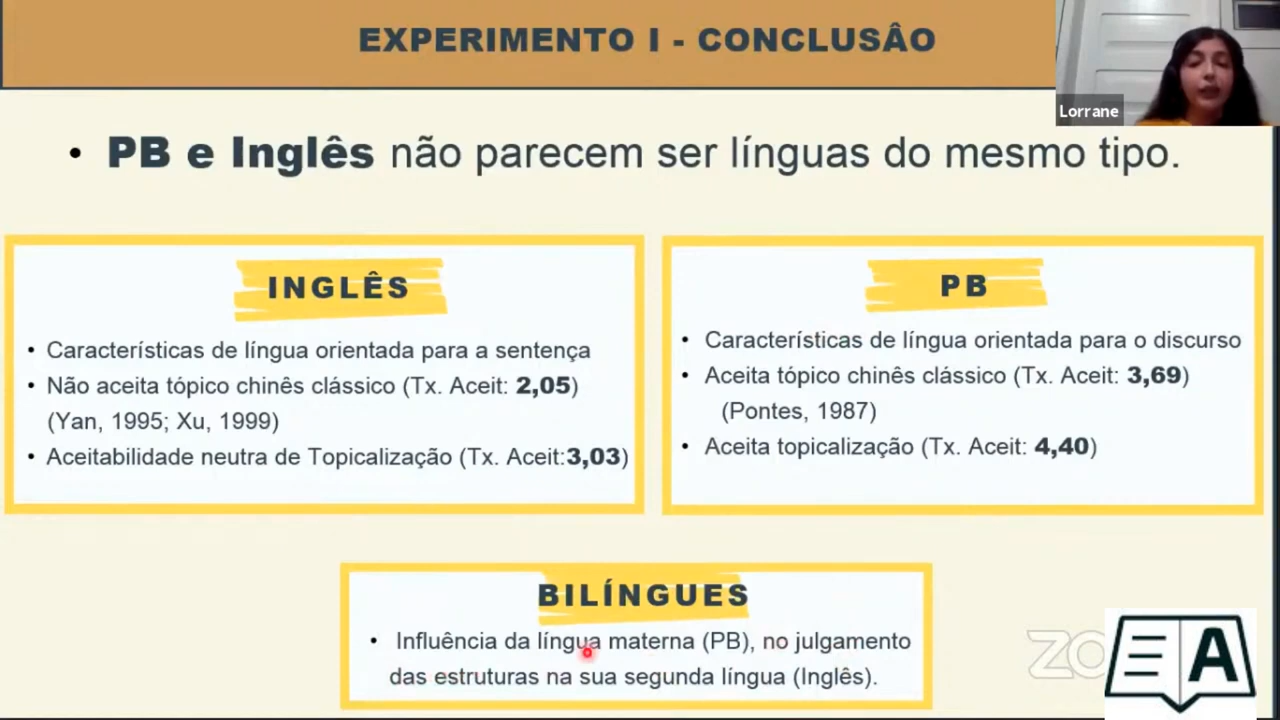 EXPERIMENTO I - CONCLUSÂO
Lorrane
• PB e Inglês não parecem ser línguas do mesmo tipo.
INGLÊS
• Características de língua orientada para a sentença
• Não aceita tópico chinês clássico (Tx. Aceit: 2,05)
(Yan, 1995; Xu, 1999)
• Aceitabilidade neutra de Topicalização (Tx. Aceit:3,03)
PB
• Características de língua orientada para o discurso
• Aceita tópico chinês clássico (Tx. Aceit: 3,69)
(Pontes, 1987)
• Aceita topicalização (Tx. Aceit: 4,40)
BILÍNGUES
• Influência da língua materna (PB), no julgamento
das estruturas na sua segunda língua (Inglês).
A